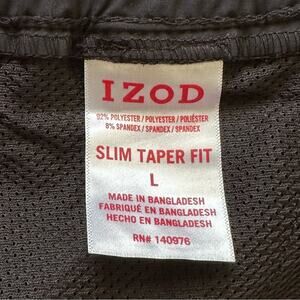 IZOD
92% POLYESTER / POLYESTER / POLIÉSTER
8% SPANDEX / SPANDEX / SPANDEX
SLIM TAPER FIT
L
MADE IN BANGLADESH
FABRIQUÉ EN BANGLADESH
HECHO EN BANGLADESH
RN# 140976